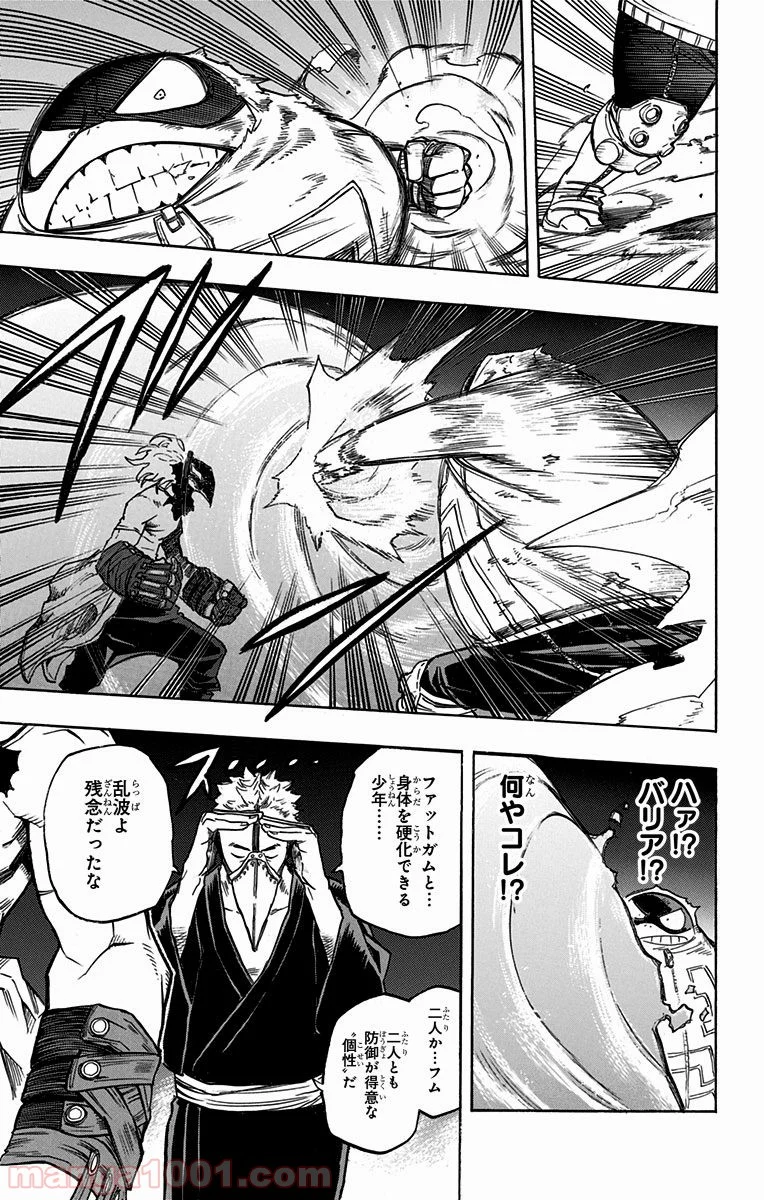 ハァ!?
バリア!?
何やコレ!?
ファットガムと…
身体を硬化できる
少年……
二人か…フム
二人とも
防御が得意な
“個性”だ
乱波よ
残念だったな
manga1001.com